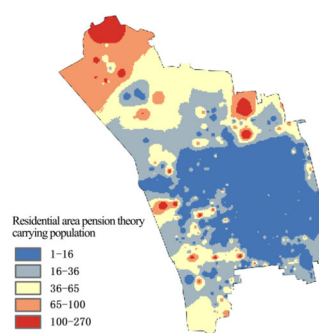 Residential area pension theory
carrying population
1-16
16-36
36-65
65-100
100-270